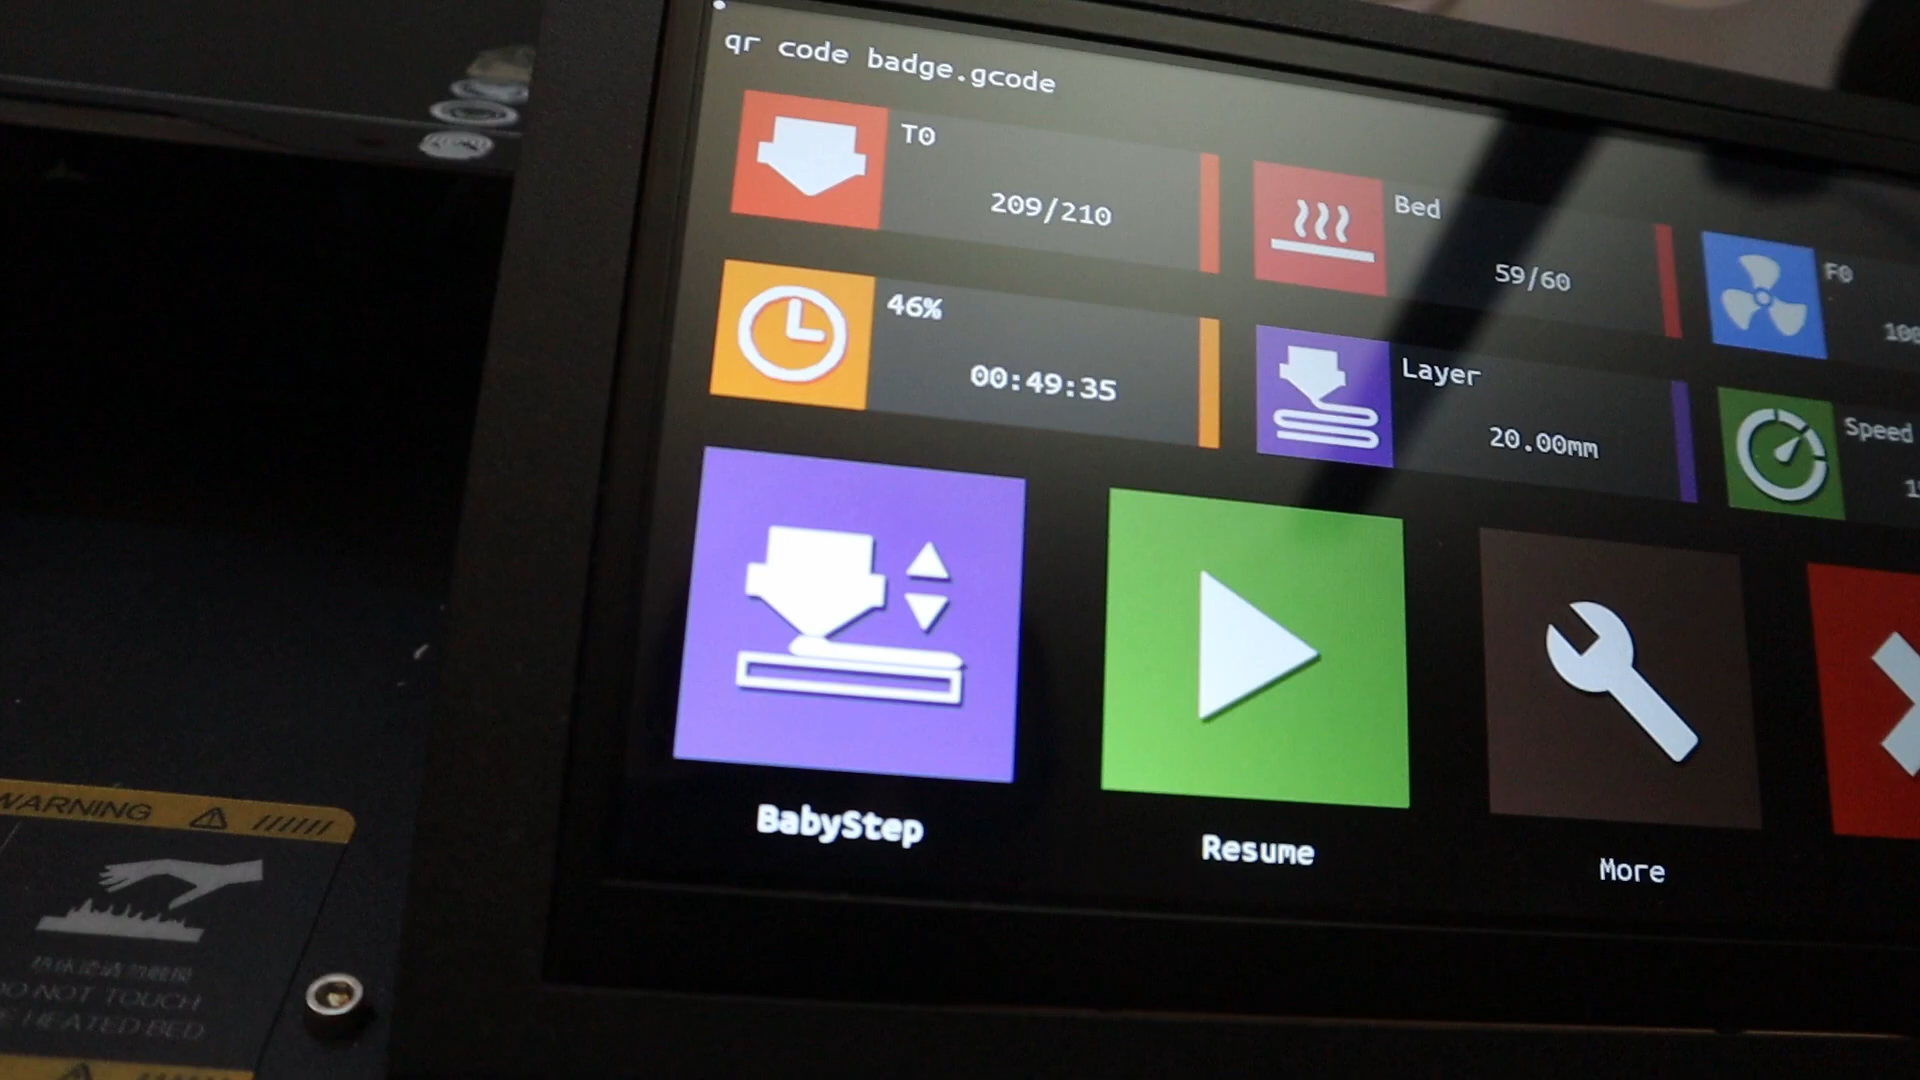 qr code badge.gcode
T0
209/210
Bed
59/60
F0
100
46%
00:49:35
Layer
20.00mm
Speed
BabyStep
Resume
More
WARNING
DO NOT TOUCH
HEATED BED